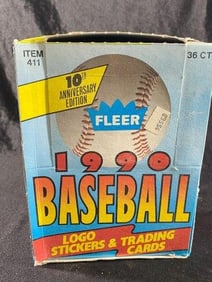 ITEM
411
36 CT
10TH
ANNIVERSARY
EDITION
FLEER
1990
BASEBALL
LOGO
STICKERS & TRADING
CARDS